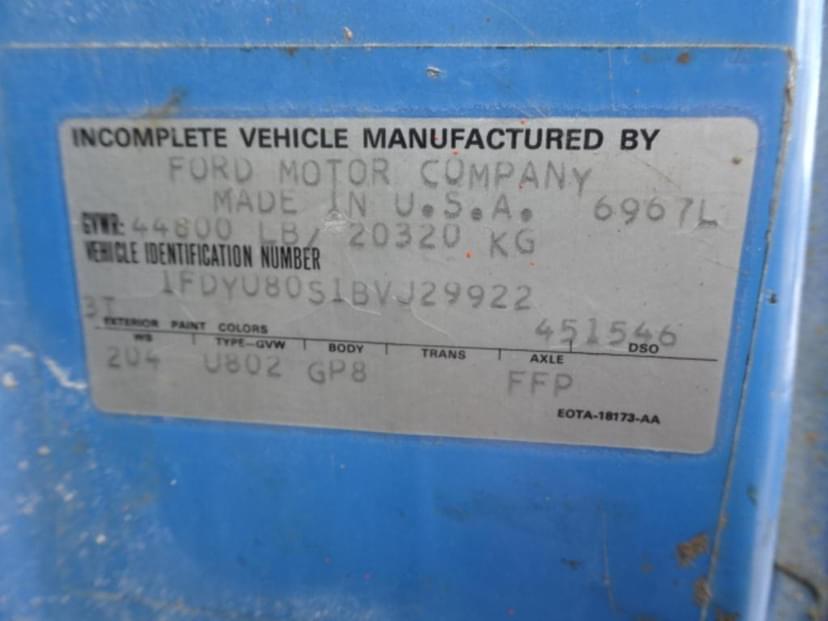 INCOMPLETE VEHICLE MANUFACTURED BY
FORD MOTOR COMPANY
MADE IN U.S.A. 6967L
GVWR: 44800 LB/ 20320 KG
VEHICLE IDENTIFICATION NUMBER
1FDYU80S1BVJ29922
3T 451546
EXTERIOR PAINT COLORS DSO
WB TYPE-GVW BODY TRANS AXLE
204 U802 GP8 FFP
EOTA-18173-AA